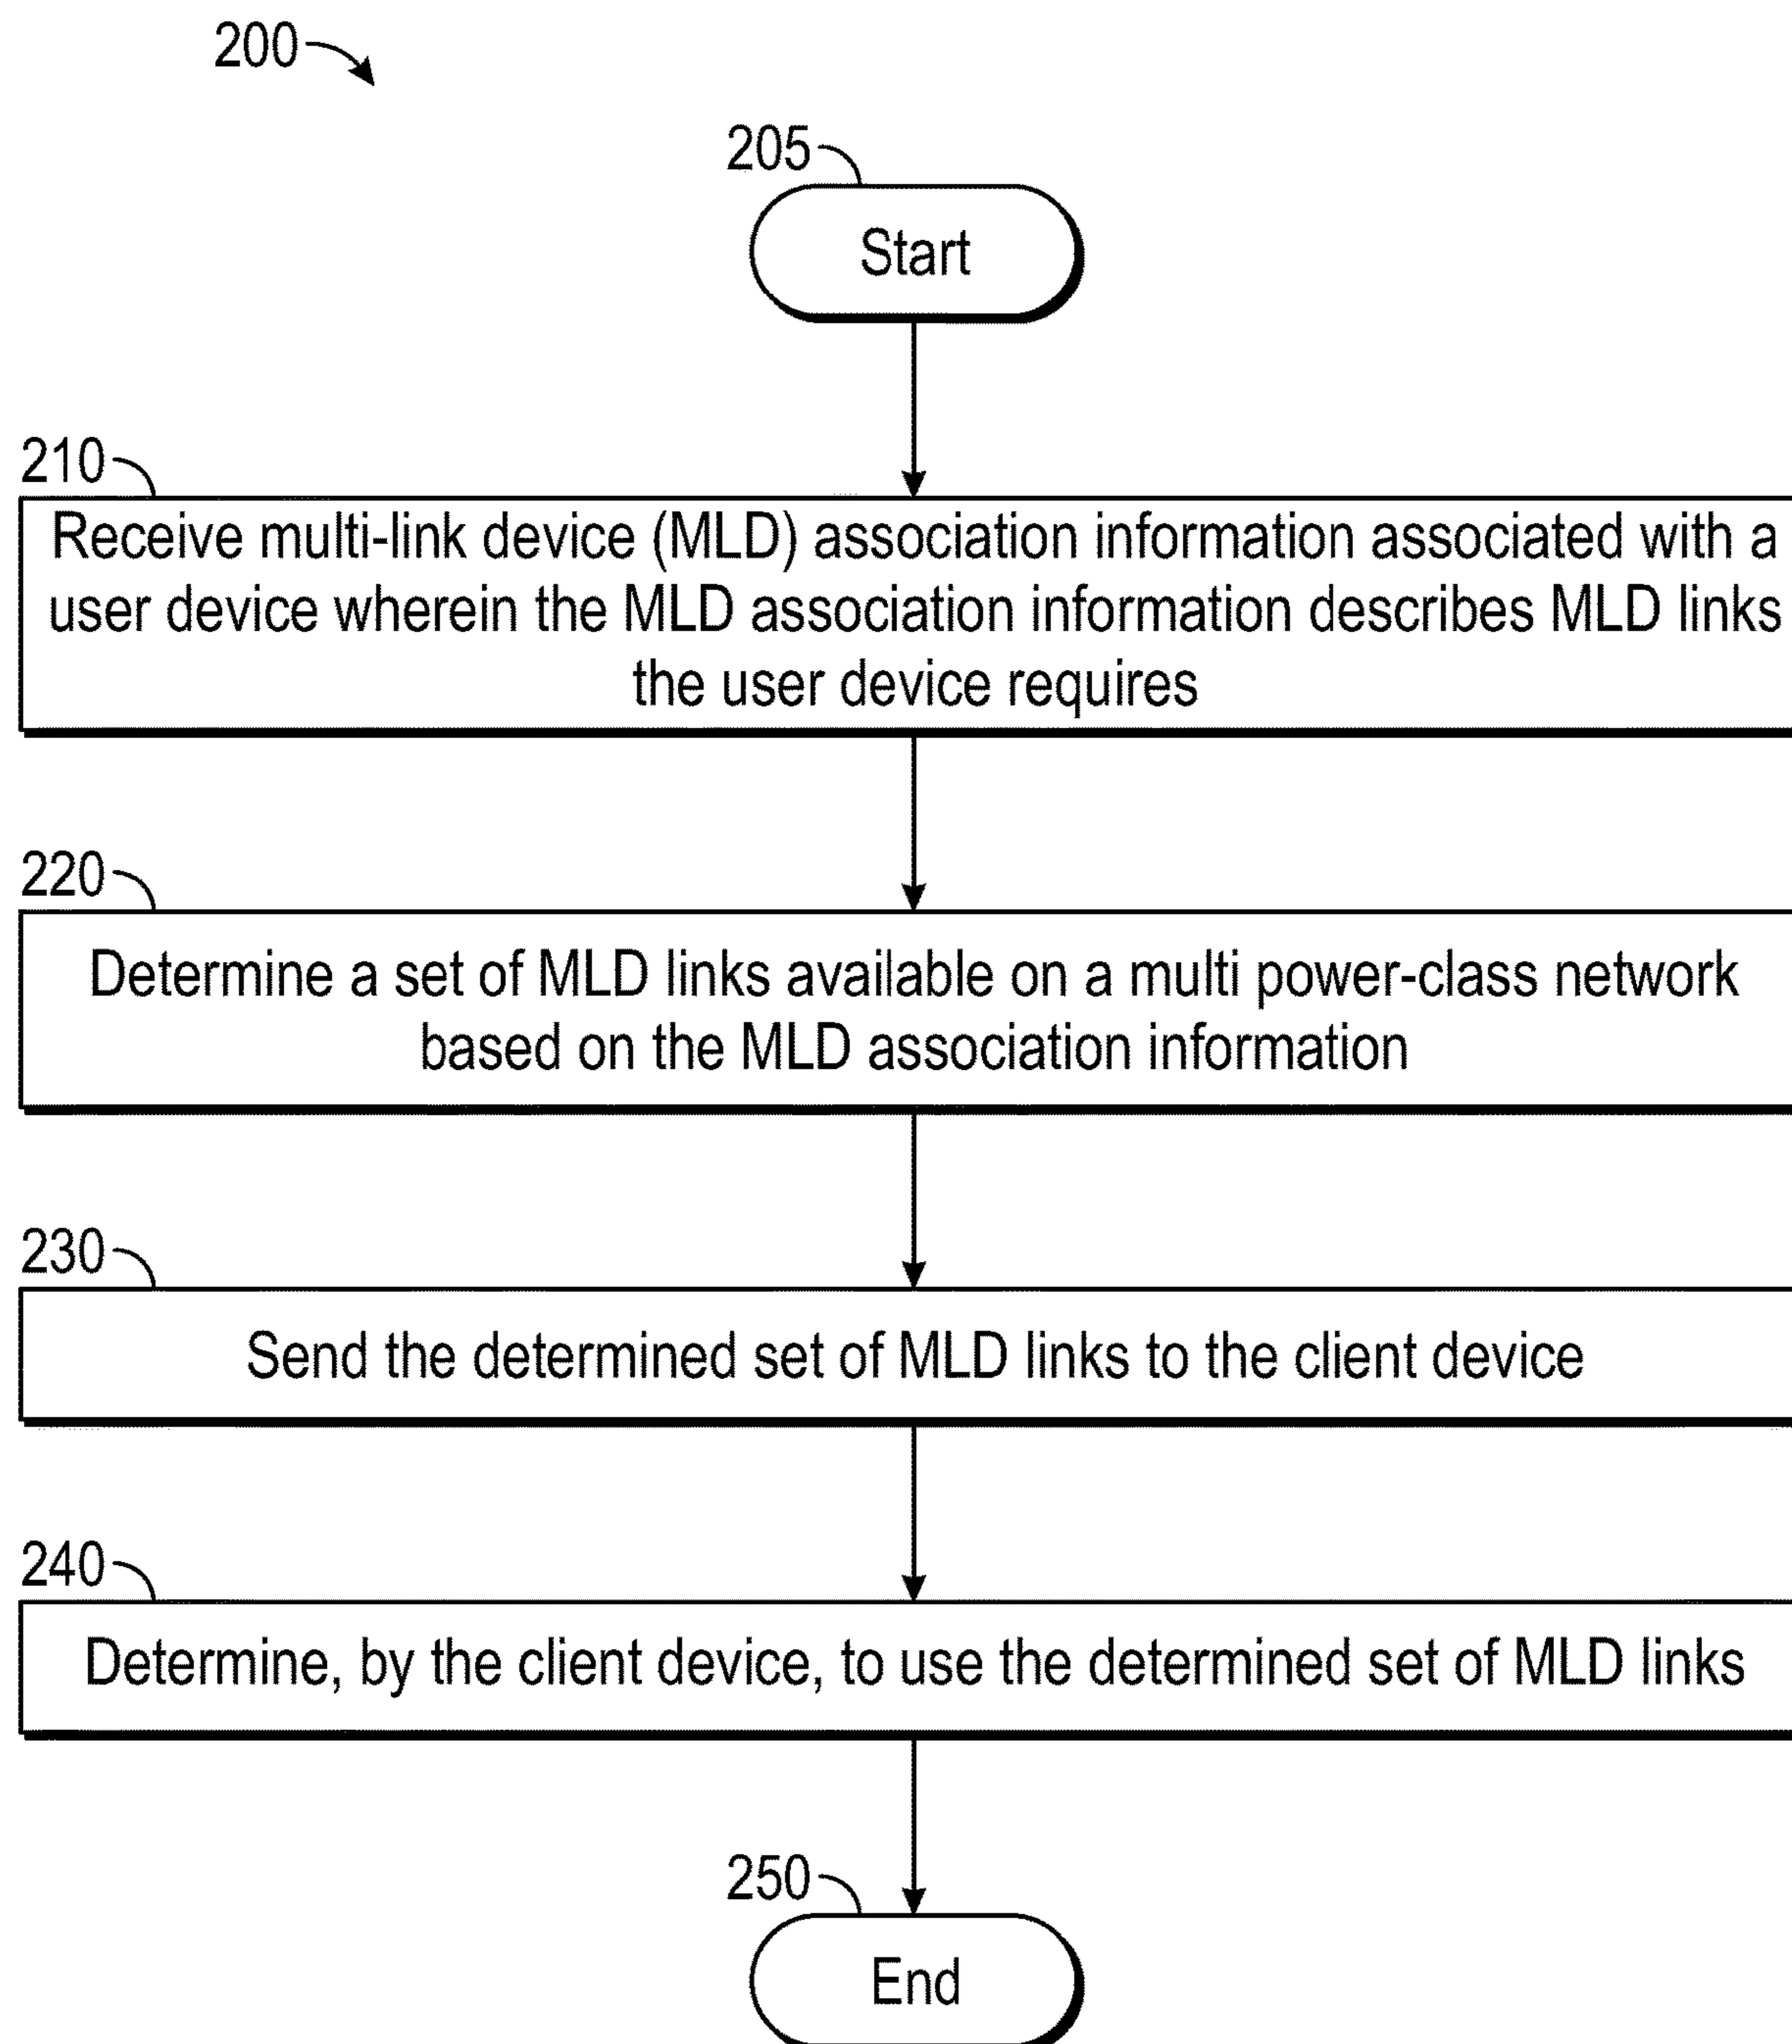 200
205
Start
210
Receive multi-link device (MLD) association information associated with a
user device wherein the MLD association information describes MLD links
the user device requires
220
Determine a set of MLD links available on a multi power-class network
based on the MLD association information
230
Send the determined set of MLD links to the client device
240
Determine, by the client device, to use the determined set of MLD links
250
End